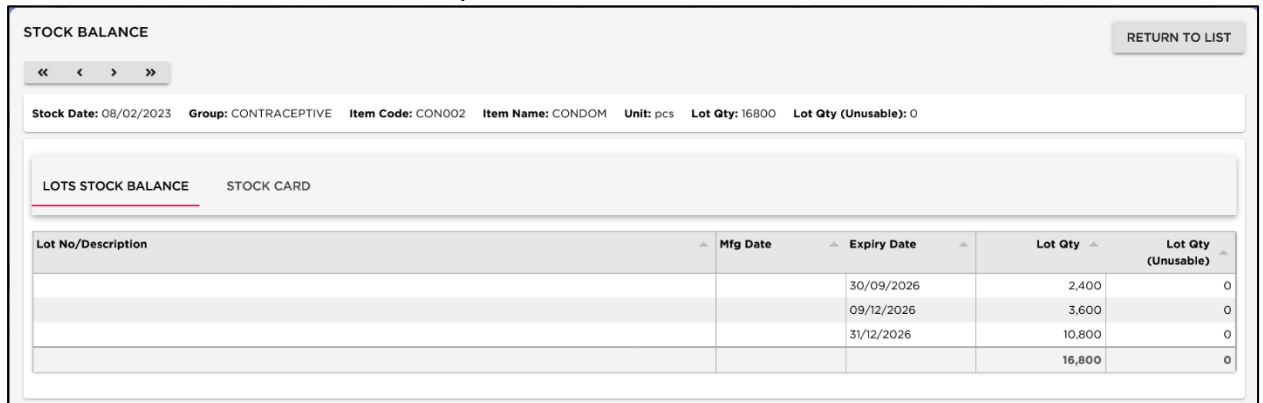 STOCK BALANCE
RETURN TO LIST
« ‹ › »
Stock Date: 08/02/2023 Group: CONTRACEPTIVE Item Code: CON002 Item Name: CONDOM Unit: pcs Lot Qty: 16800 Lot Qty (Unusable): 0
LOTS STOCK BALANCE STOCK CARD
Lot No/Description Mfg Date Expiry Date Lot Qty Lot Qty
(Unusable)
30/09/2026 2,400 0
09/12/2026 3,600 0
31/12/2026 10,800 0
16,800 0